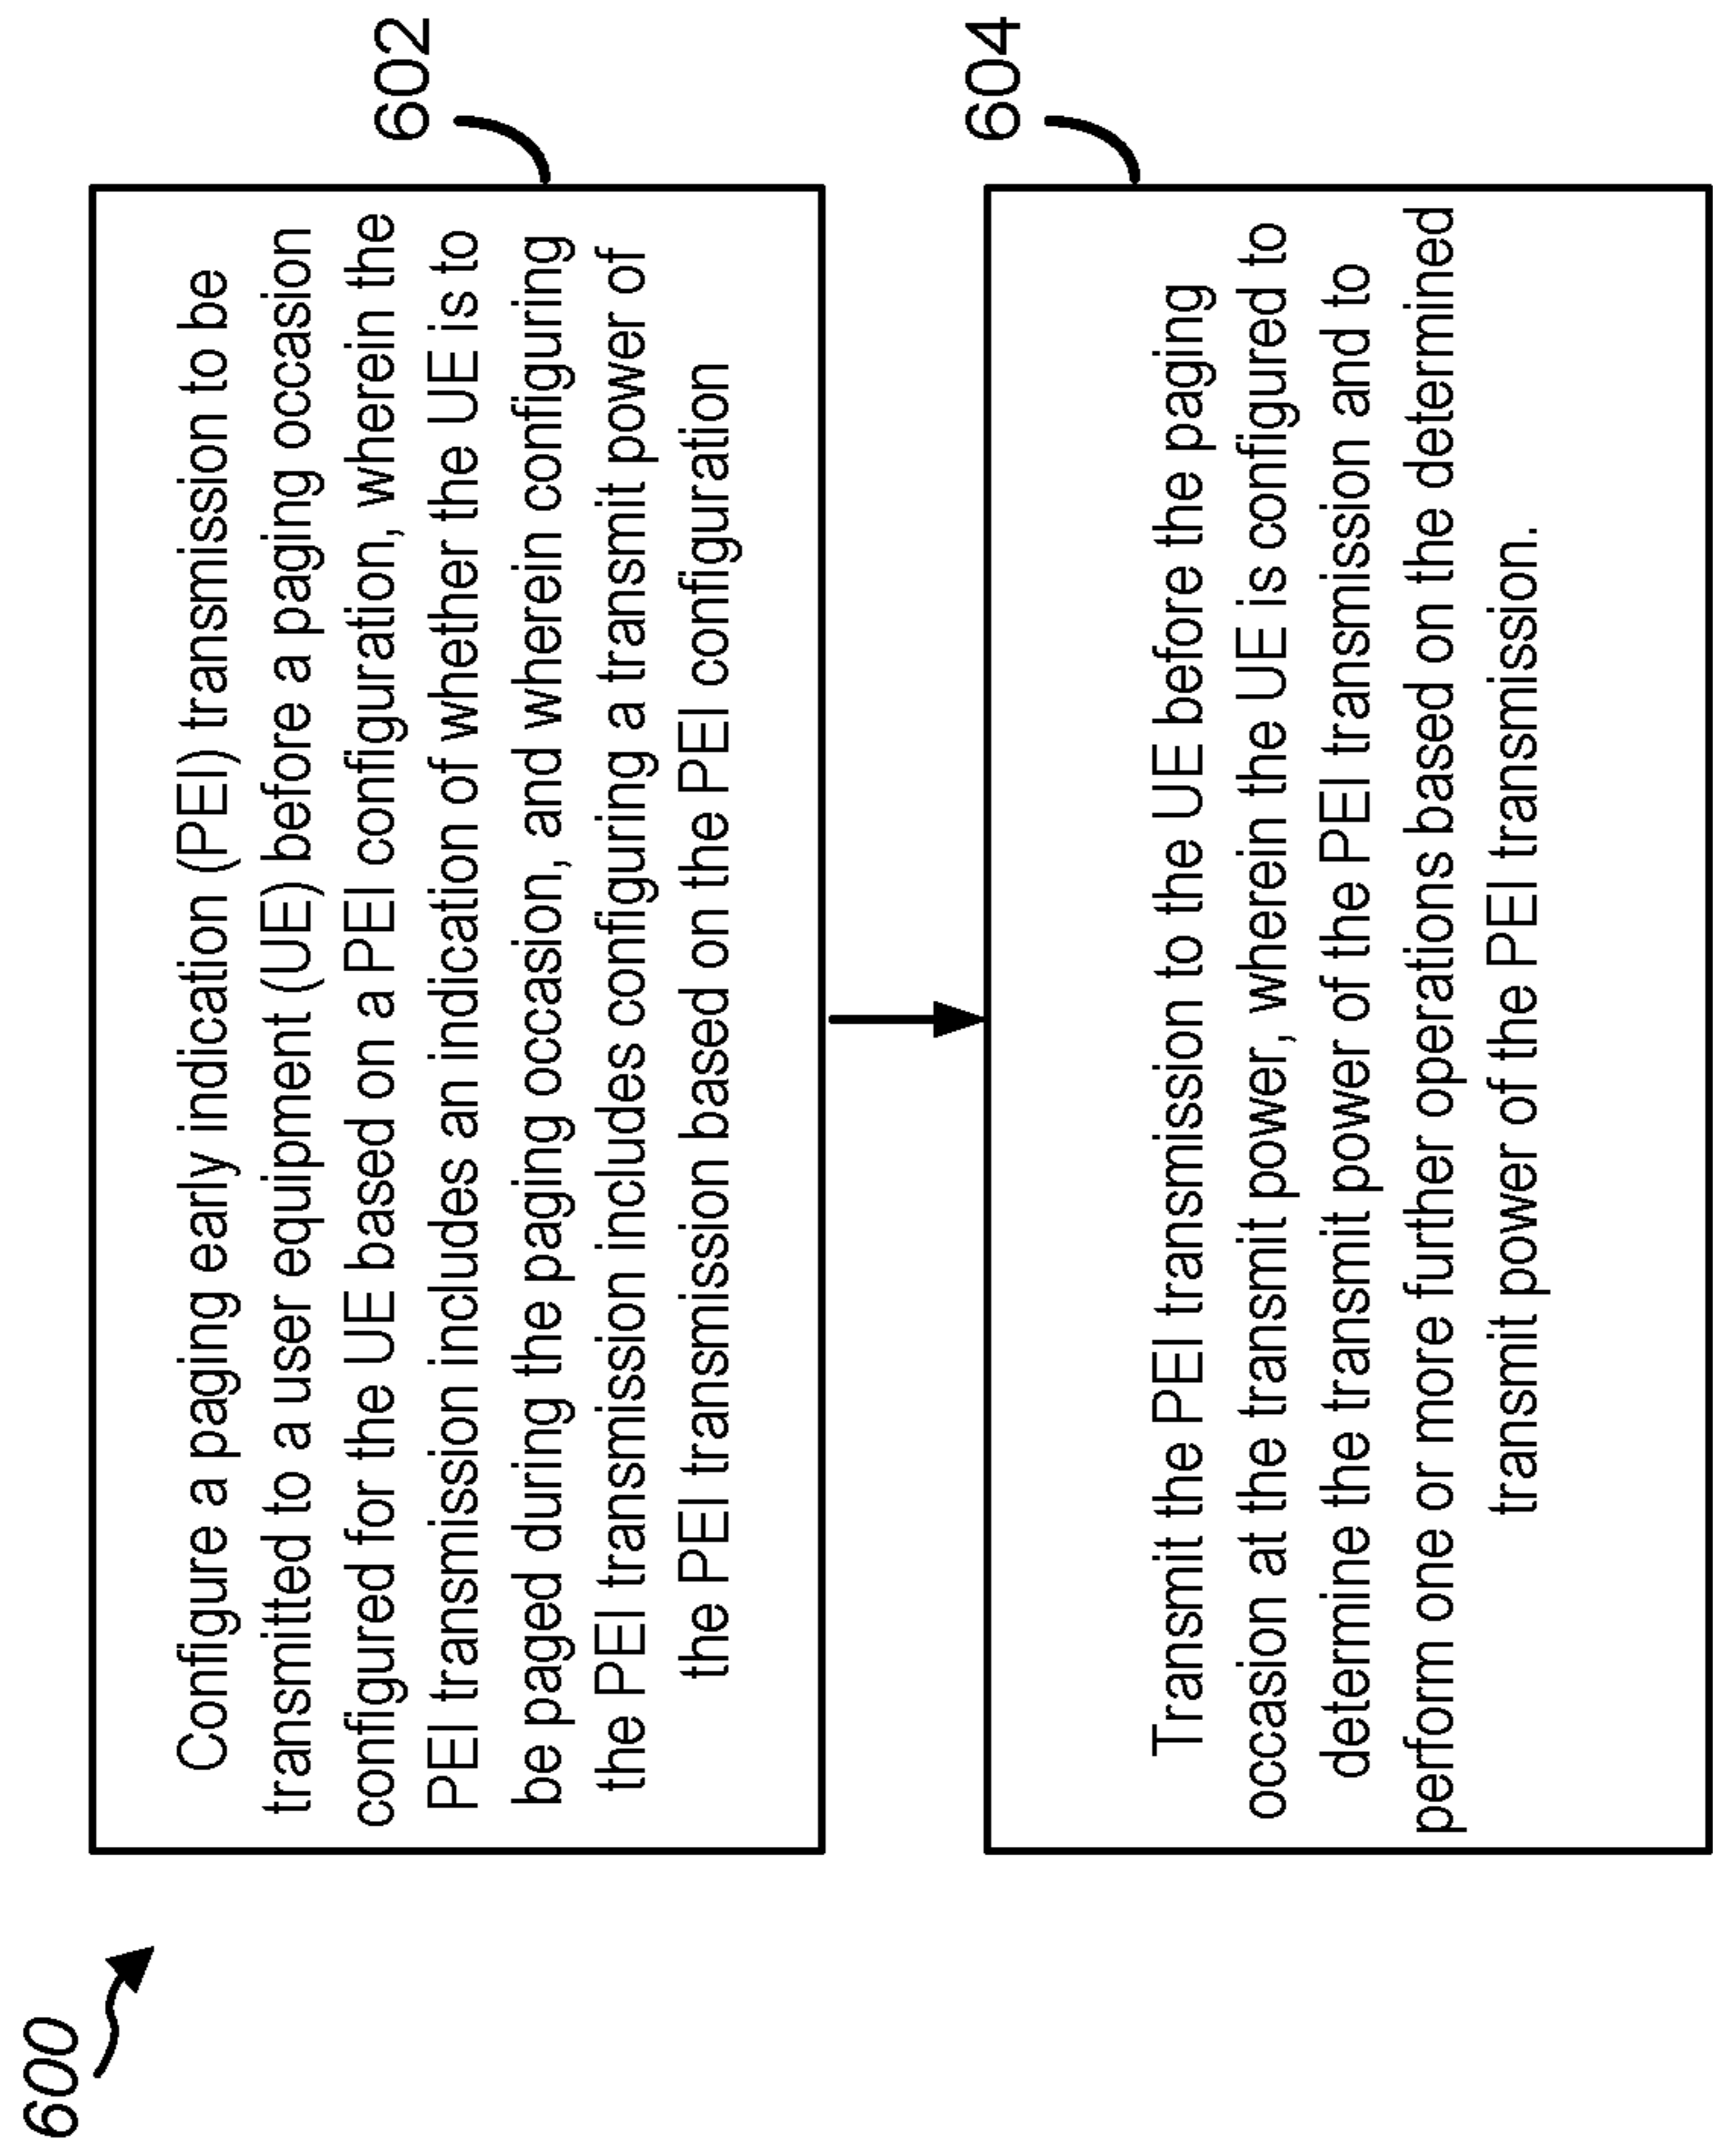 600
602
Configure a paging early indication (PEI) transmission to be
transmitted to a user equipment (UE) before a paging occasion
configured for the UE based on a PEI configuration, wherein the
PEI transmission includes an indication of whether the UE is to
be paged during the paging occasion, and wherein configuring
the PEI transmission includes configuring a transmit power of
the PEI transmission based on the PEI configuration
604
Transmit the PEI transmission to the UE before the paging
occasion at the transmit power, wherein the UE is configured to
determine the transmit power of the PEI transmission and to
perform one or more further operations based on the determined
transmit power of the PEI transmission.